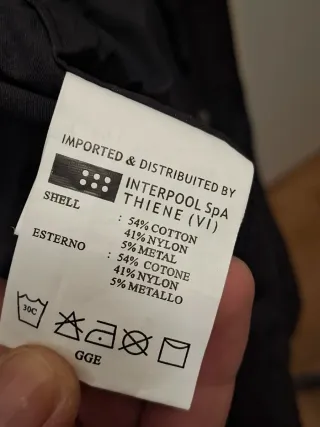 IMPORTED & DISTRIBUITED BY
INTERPOOL SpA
THIENE (VI)
SHELL : 54% COTTON
41% NYLON
5% METAL
ESTERNO : 54% COTONE
41% NYLON
5% METALLO
30C
GGE